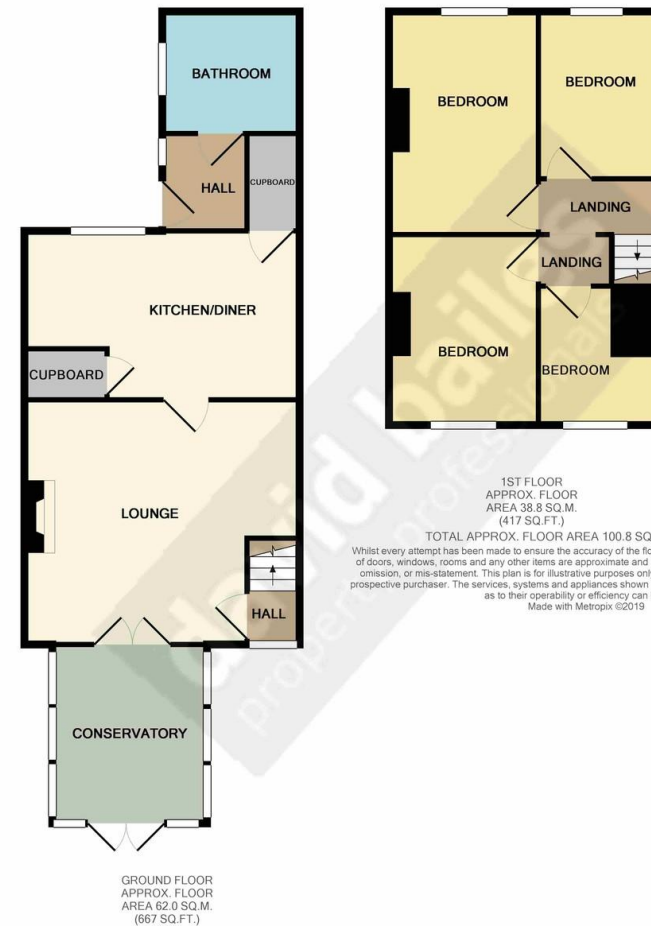 BATHROOM
HALL
CUPBOARD
KITCHEN/DINER
CUPBOARD
LOUNGE
HALL
CONSERVATORY
GROUND FLOOR
APPROX. FLOOR
AREA 62.0 SQ.M.
(667 SQ.FT.)
BEDROOM
BEDROOM
LANDING
LANDING
BEDROOM
BEDROOM
1ST FLOOR
APPROX. FLOOR
AREA 38.8 SQ.M.
(417 SQ.FT.)
TOTAL APPROX. FLOOR AREA 100.8 SQ
Whilst every attempt has been made to ensure the accuracy of the flo
of doors, windows, rooms and any other items are approximate and
omission, or mis-statement. This plan is for illustrative purposes onl
prospective purchaser. The services, systems and appliances shown
as to their operability or efficiency can
Made with Metropix ©2019
david bailes
property professionals